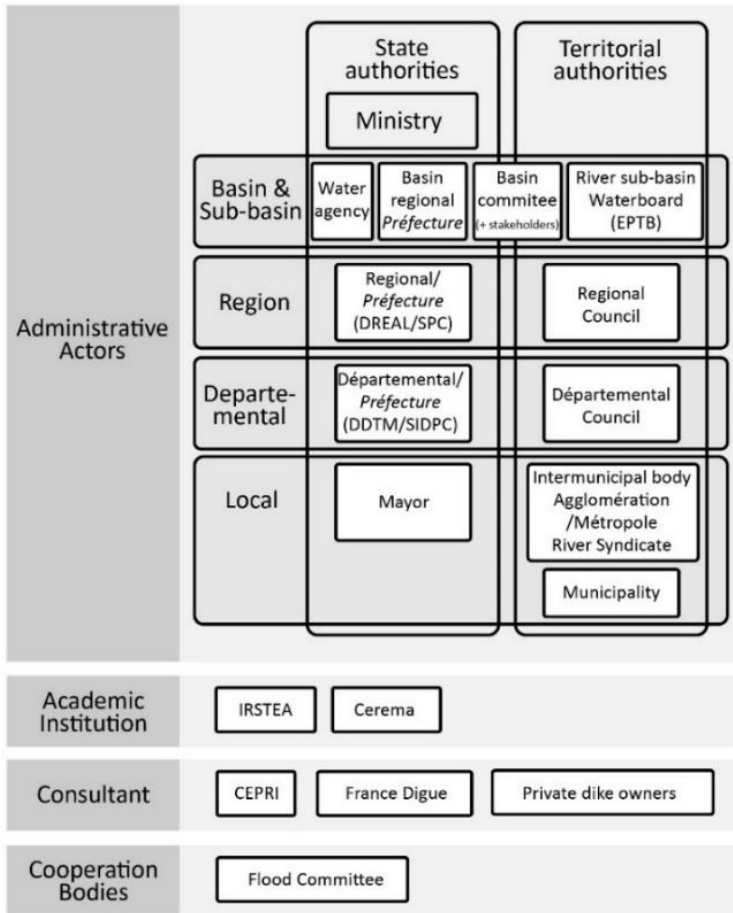 State
authorities
Territorial
authorities
Ministry
Basin &
Sub-basin
Water
agency
Basin
regional
Préfecture
Basin
commitee
(+ stakeholders)
River sub-basin
Waterboard
(EPTB)
Administrative
Actors
Region
Regional/
Préfecture
(DREAL/SPC)
Regional
Council
Departe-
mental
Départemental/
Préfecture
(DDTM/SIDPC)
Départemental
Council
Local
Mayor
Intermunicipal body
Agglomération
/Métropole
River Syndicate
Municipality
Academic
Institution
IRSTEA
Cerema
Consultant
CEPRI
France Digue
Private dike owners
Cooperation
Bodies
Flood Committee